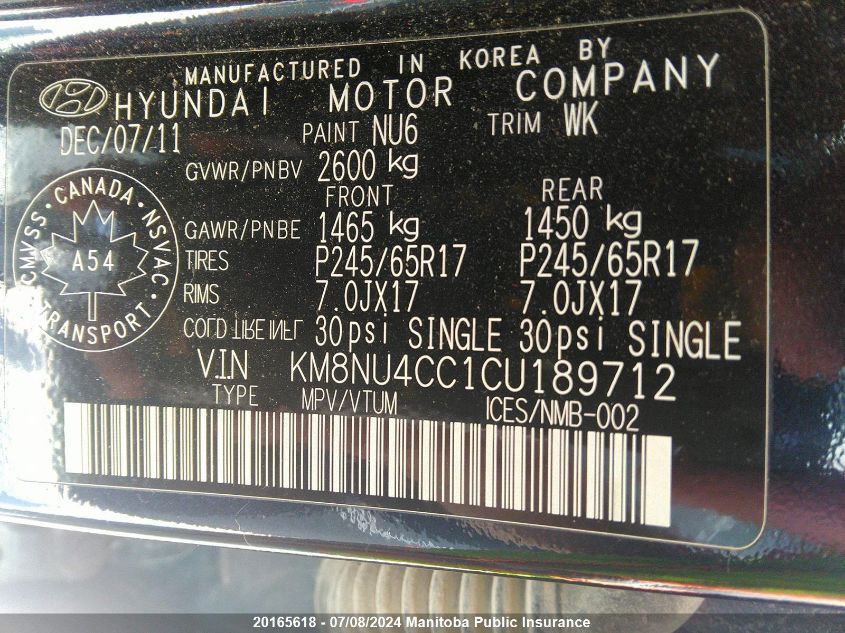 MANUFACTURED IN KOREA BY
HYUNDAI MOTOR COMPANY
DEC/07/11 PAINT NU6 TRIM WK
GVWR/PNBV 2600 kg
FRONT REAR
GAWR/PNBE 1465 kg 1450 kg
TIRES P245/65R17 P245/65R17
RIMS 7.0JX17 7.0JX17
COLD TIRE INFL 30psi SINGLE 30psi SINGLE
V.I.N KM8NU4CC1CU189712
TYPE MPV/VTUM ICES/NMB-002
CMVSS · CANADA · NSVAC · TRANSPORT ·
A54
20165618 - 07/08/2024 Manitoba Public Insurance